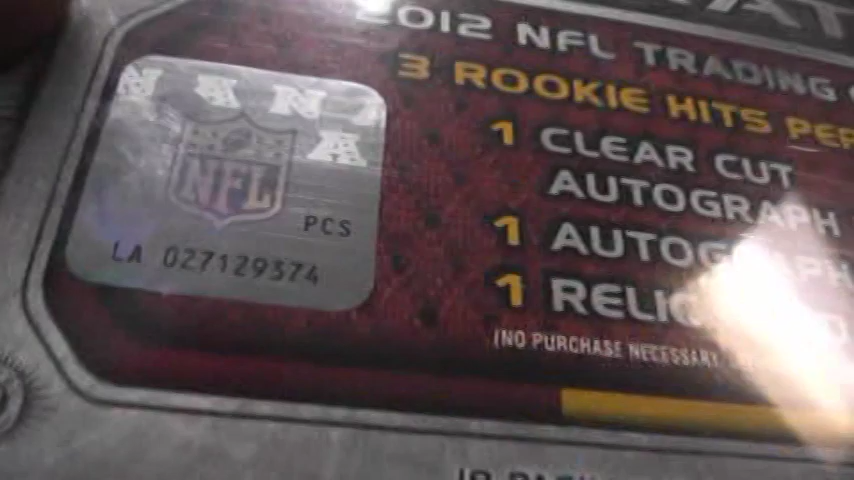 2012 NFL TRADING
3 ROOKIE HITS PER
1 CLEAR CUT
AUTOGRAPH
1 AUTOGRAPH
1 RELIC
(NO PURCHASE NECESSARY
N A N
A
NFL
PCS
LA 027129374